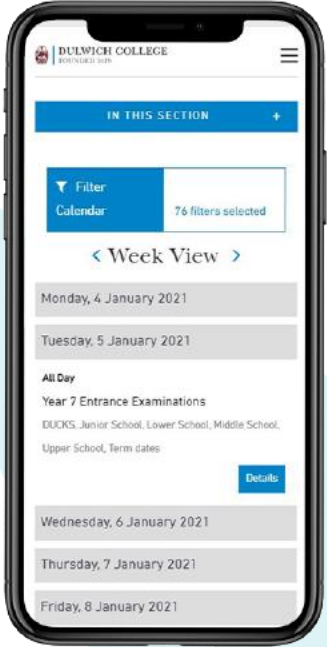 DULWICH COLLEGE
FOUNDED 1619
IN THIS SECTION +
Filter
Calendar
76 filters selected
< Week View >
Monday, 4 January 2021
Tuesday, 5 January 2021
All Day
Year 7 Entrance Examinations
DUCKS, Junior School, Lower School, Middle School,
Upper School, Term dates
Details
Wednesday, 6 January 2021
Thursday, 7 January 2021
Friday, 8 January 2021